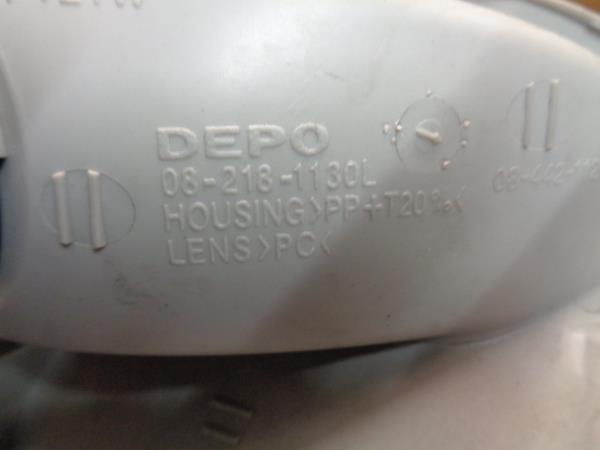 DEPO
08-218-1130L
HOUSING>PP+T20%<
LENS>PC<